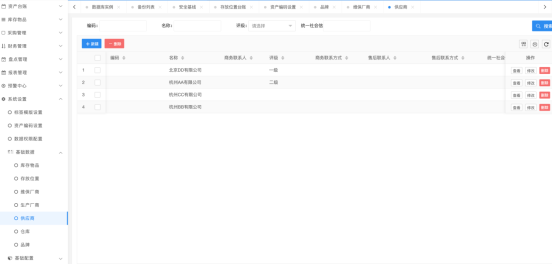 资产台账
库存物品
采购管理
财务管理
盘点管理
报表管理
预警中心
系统设置
标签模版设置
资产编码设置
数据权限配置
基础数据
库存物品
存放位置
维修厂商
生产厂商
供应商
仓库
品牌
基础配置
数据库实例 备份列表 安全基线 存放位置台账 资产编码设置 品牌 维保厂商 供应商
编码: 名称: 评级: 请选择 统一社会信 搜索
+ 新增 删除
编码 名称 商务联系人 评级 商务联系方式 售后联系人 售后联系方式 统一社会 操作
1 北京DD有限公司 一级 查看 修改 删除
2 杭州AA有限公司 二级 查看 修改 删除
3 杭州CC有限公司 查看 修改 删除
4 杭州BB有限公司 查看 修改 删除